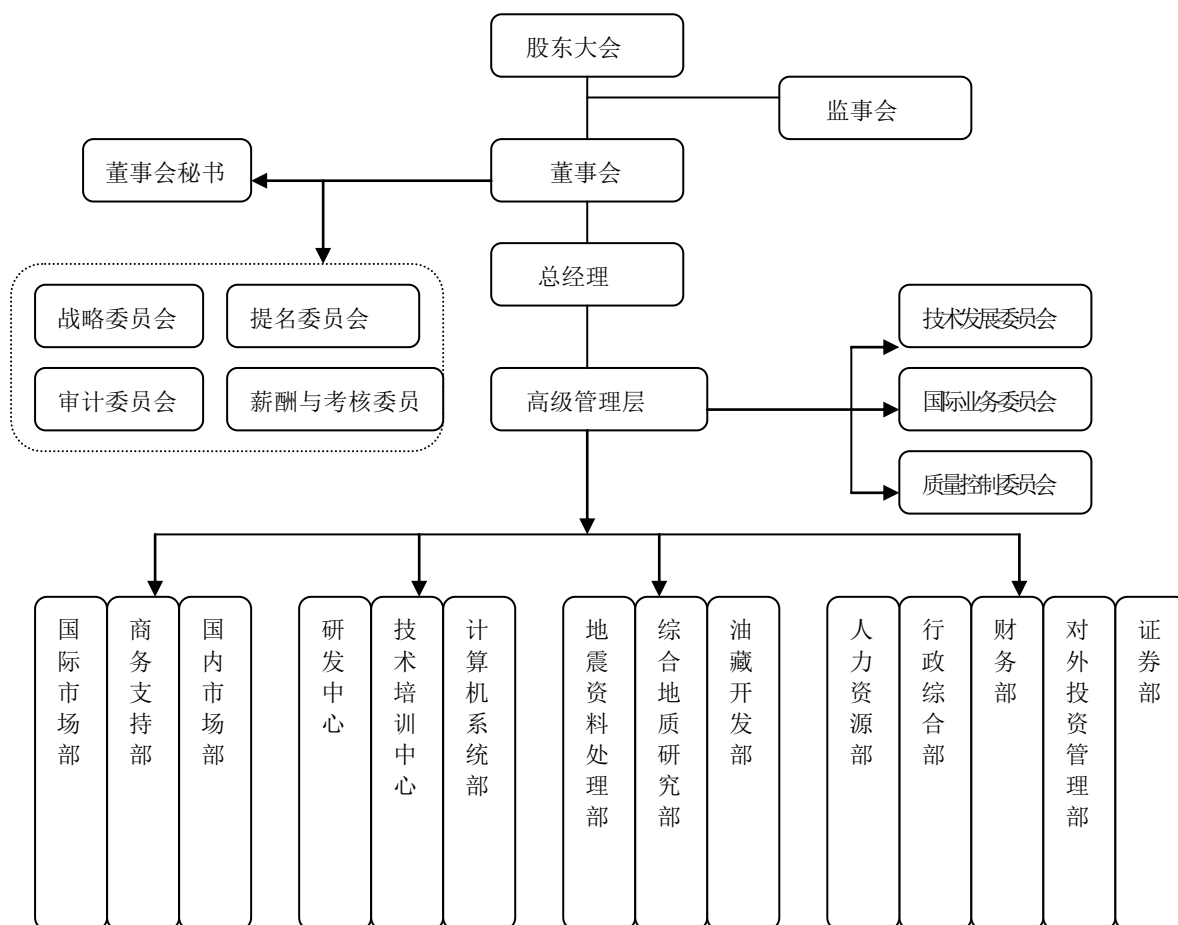 股东大会
监事会
董事会秘书
董事会
总经理
战略委员会
提名委员会
技术发展委员会
审计委员会
薪酬与考核委员
高级管理层
国际业务委员会
质量控制委员会
国际市场部
商务支持部
国内市场部
研发中心
技术培训中心
计算机系统部
地震资料处理部
综合地质研究部
油藏开发部
人力资源部
行政综合部
财务部
对外投资管理部
证券部